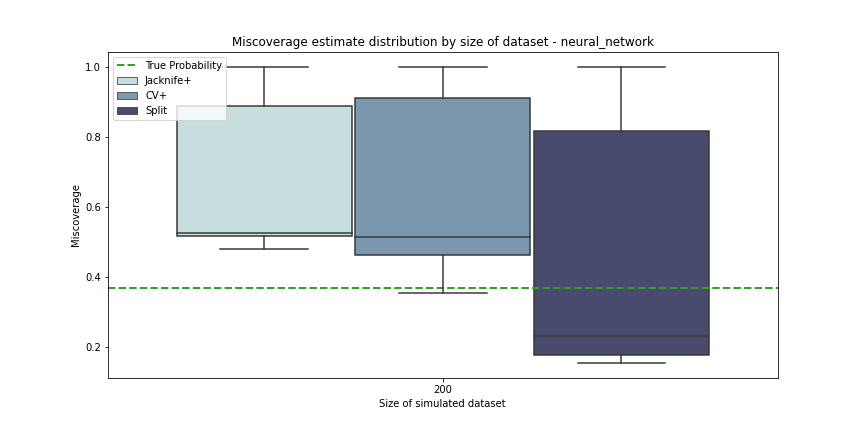 Miscoverage estimate distribution by size of dataset - neural_network
True Probability
Jacknife+
CV+
Split
1.0
0.8
0.6
0.4
0.2
Miscoverage
200
Size of simulated dataset